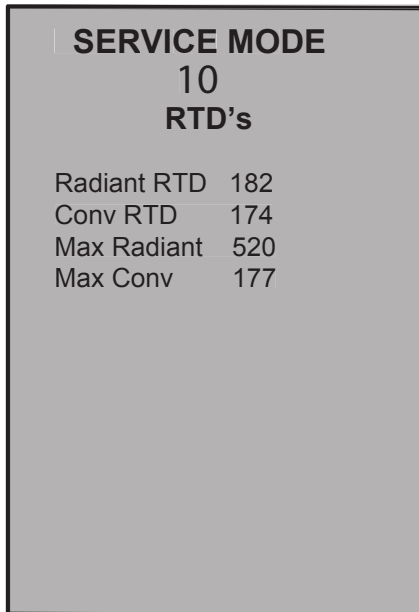 SERVICE MODE
10
RTD's
Radiant RTD 182
Conv RTD 174
Max Radiant 520
Max Conv 177